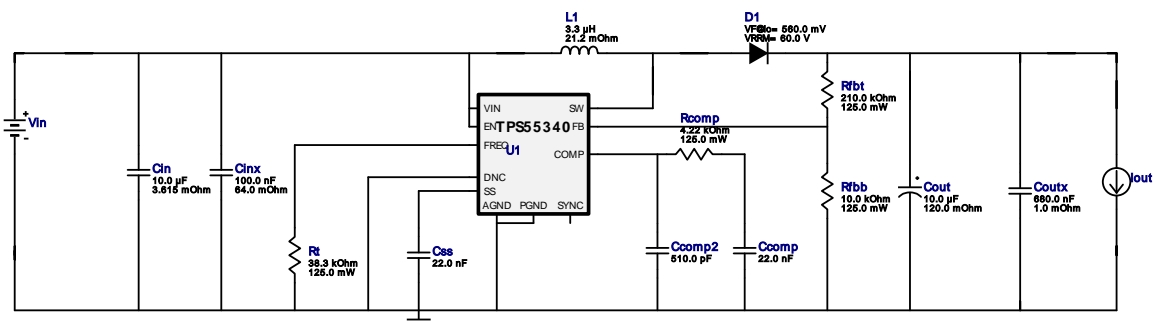 L1
3.3 µH
21.2 mOhm
D1
VRRM= 60.0 V
Vin
Cin
10.0 µF
3.615 mOhm
Cinx
100.0 nF
64.0 mOhm
VIN
EN
FREQ
DNC
SS
AGND
PGND
SYNC
SW
FB
COMP
TPS55340
U1
Rcomp
4.22 kOhm
125.0 mW
Rfbt
210.0 kOhm
125.0 mW
Rfbb
10.0 kOhm
125.0 mW
Cout
10.0 µF
120.0 mOhm
Coutx
680.0 nF
1.0 mOhm
Iout
Rt
38.3 kOhm
125.0 mW
Css
22.0 nF
Ccomp2
510.0 pF
Ccomp
22.0 nF